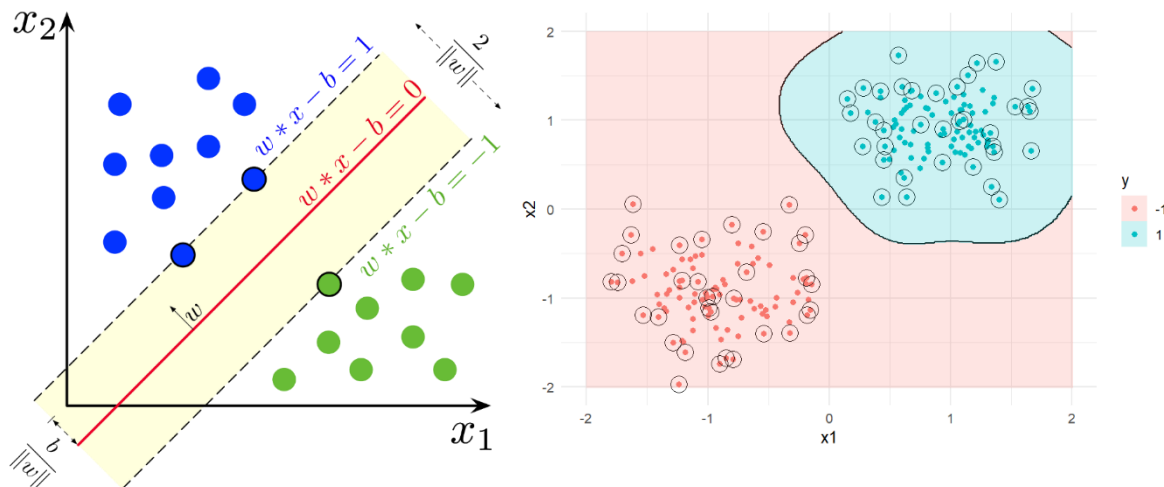 x₂
w * x − b = 1
w * x − b = 0
w * x − b = −1
2
‖w‖
w
b
‖w‖
x₁
2
1
0
-1
-2
x2
-2 -1 0 1 2
x1
y
-1
1